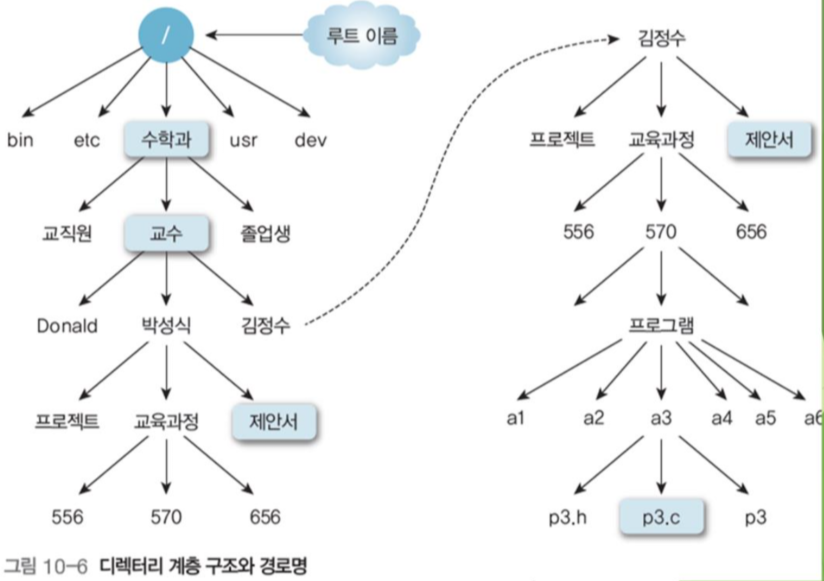 /
루트 이름
bin etc 수학과 usr dev
교직원 교수 졸업생
Donald 박성식 김정수
프로젝트 교육과정 제안서
556 570 656
김정수
프로젝트 교육과정 제안서
556 570 656
프로그램
a1 a2 a3 a4 a5 a6
p3.h p3.c p3
그림 10-6 디렉터리 계층 구조와 경로명